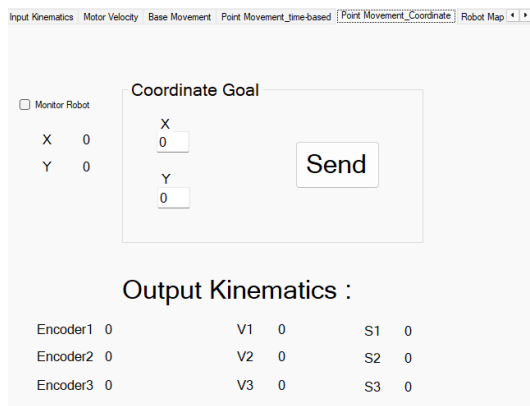 Input Kinematics Motor Velocity Base Movement Point Movement_time-based Point Movement_Coordinate Robot Map
Coordinate Goal
Monitor Robot
X
X 0
0
Send
Y 0
Y
0
Output Kinematics :
Encoder1 0 V1 0 S1 0
Encoder2 0 V2 0 S2 0
Encoder3 0 V3 0 S3 0